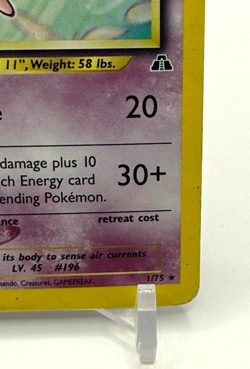 11", Weight: 58 lbs.
20
damage plus 10
ch Energy card
30+
ending Pokémon.
ance
retreat cost
its body to sense air currents
LV. 45 #196
ntendo, Creatures, GAMEFREAK.
1/75 ★